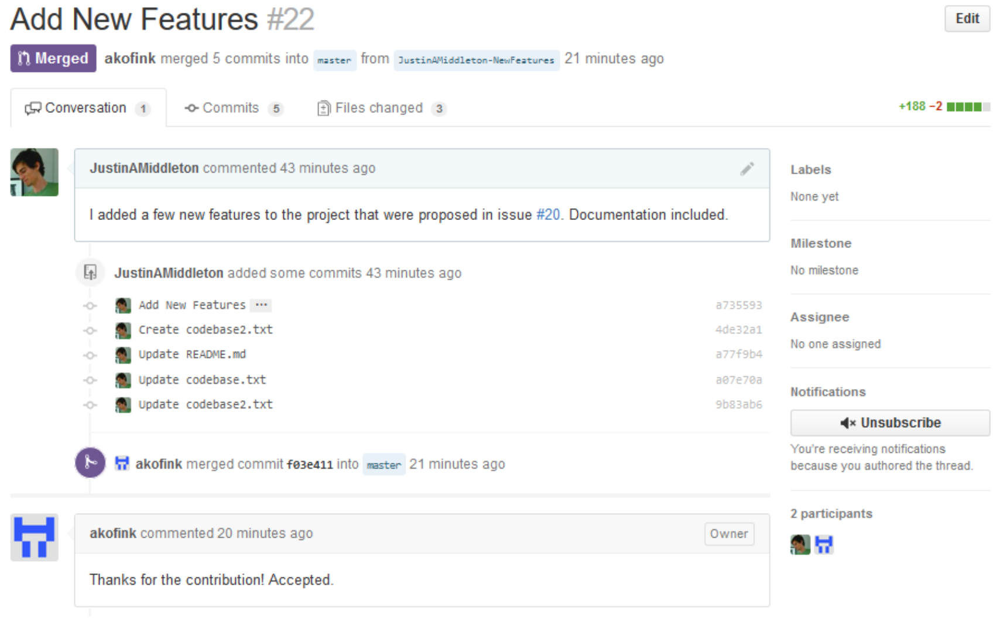 Add New Features #22
Edit
Merged akofink merged 5 commits into master from JustinAMiddleton-NewFeatures 21 minutes ago
Conversation 1 Commits 5 Files changed 3 +188 −2
JustinAMiddleton commented 43 minutes ago
I added a few new features to the project that were proposed in issue #20. Documentation included.
JustinAMiddleton added some commits 43 minutes ago
Add New Features ... a735593
Create codebase2.txt 4de32a1
Update README.md a77f9b4
Update codebase.txt a07e70a
Update codebase2.txt 9b83ab6
akofink merged commit f03e411 into master 21 minutes ago
akofink commented 20 minutes ago Owner
Thanks for the contribution! Accepted.
Labels
None yet
Milestone
No milestone
Assignee
No one assigned
Notifications
Unsubscribe
You're receiving notifications
because you authored the thread.
2 participants